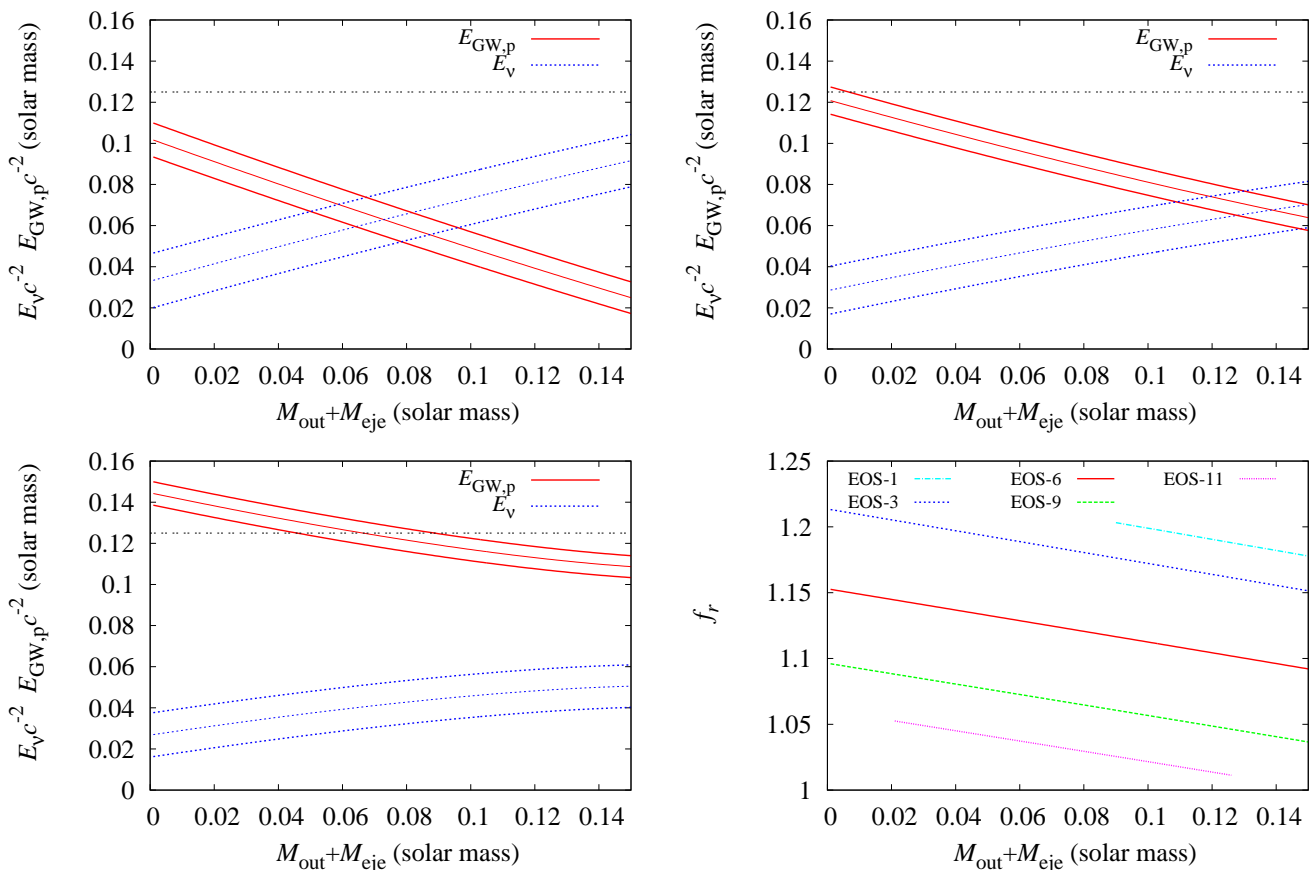 0.16
0.14
0.12
0.1
0.08
0.06
0.04
0.02
0
0 0.02 0.04 0.06 0.08 0.1 0.12 0.14
E_ν c^-2 E_GW,p c^-2 (solar mass)
M_out+M_eje (solar mass)
E_GW,p
E_ν
0.16
0.14
0.12
0.1
0.08
0.06
0.04
0.02
0
0 0.02 0.04 0.06 0.08 0.1 0.12 0.14
E_ν c^-2 E_GW,p c^-2 (solar mass)
M_out+M_eje (solar mass)
E_GW,p
E_ν
0.16
0.14
0.12
0.1
0.08
0.06
0.04
0.02
0
0 0.02 0.04 0.06 0.08 0.1 0.12 0.14
E_ν c^-2 E_GW,p c^-2 (solar mass)
M_out+M_eje (solar mass)
E_GW,p
E_ν
1.25
1.2
1.15
1.1
1.05
1
0 0.02 0.04 0.06 0.08 0.1 0.12 0.14
f_r
M_out+M_eje (solar mass)
EOS-1 EOS-6 EOS-11
EOS-3 EOS-9